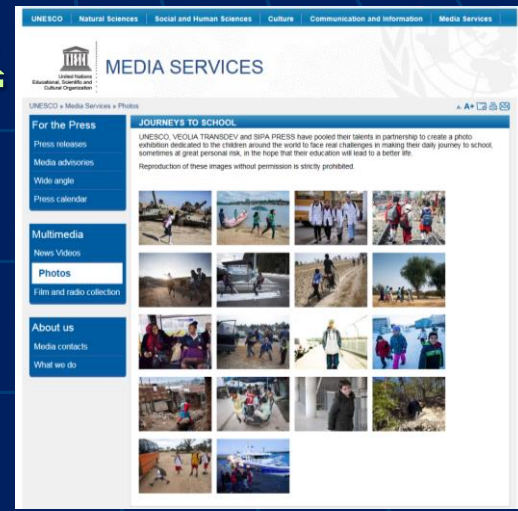 UNESCO Natural Sciences Social and Human Sciences Culture Communication and Information Media Services
United Nations
Educational, Scientific and
Cultural Organization
MEDIA SERVICES
UNESCO » Media Services » Photos
A+
For the Press
Press releases
Media advisories
Wide angle
Press calendar
Multimedia
News Videos
Photos
Film and radio collection
About us
Media contacts
What we do
JOURNEYS TO SCHOOL
UNESCO, VEOLIA TRANSDEV and SIPA PRESS have pooled their talents in partnership to create a photo
exhibition dedicated to the children around the world to face real challenges in making their daily journey to school,
sometimes at great personal risk, in the hope that their education will lead to a better life.
Reproduction of these images without permission is strictly prohibited.